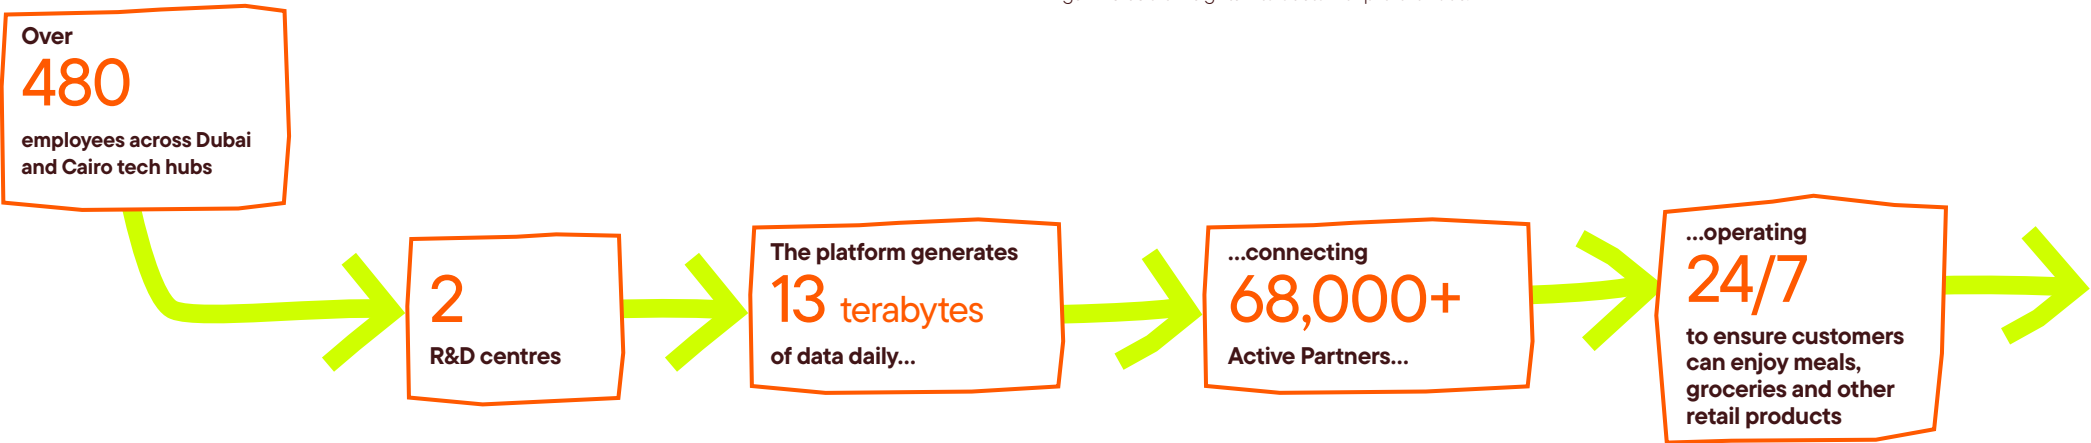 Over
480
employees across Dubai
and Cairo tech hubs
2
R&D centres
The platform generates
13 terabytes
of data daily...
...connecting
68,000+
Active Partners...
...operating
24/7
to ensure customers
can enjoy meals,
groceries and other
retail products